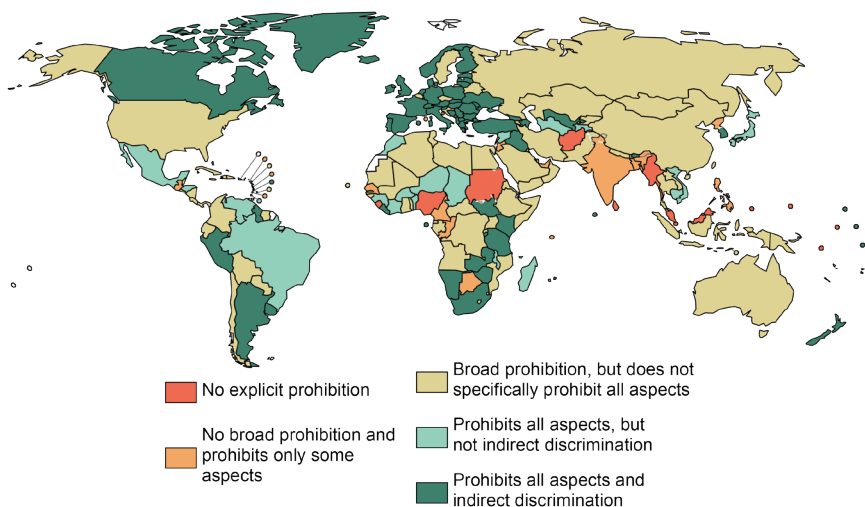 No explicit prohibition
No broad prohibition and
prohibits only some
aspects
Broad prohibition, but does not
specifically prohibit all aspects
Prohibits all aspects, but
not indirect discrimination
Prohibits all aspects and
indirect discrimination